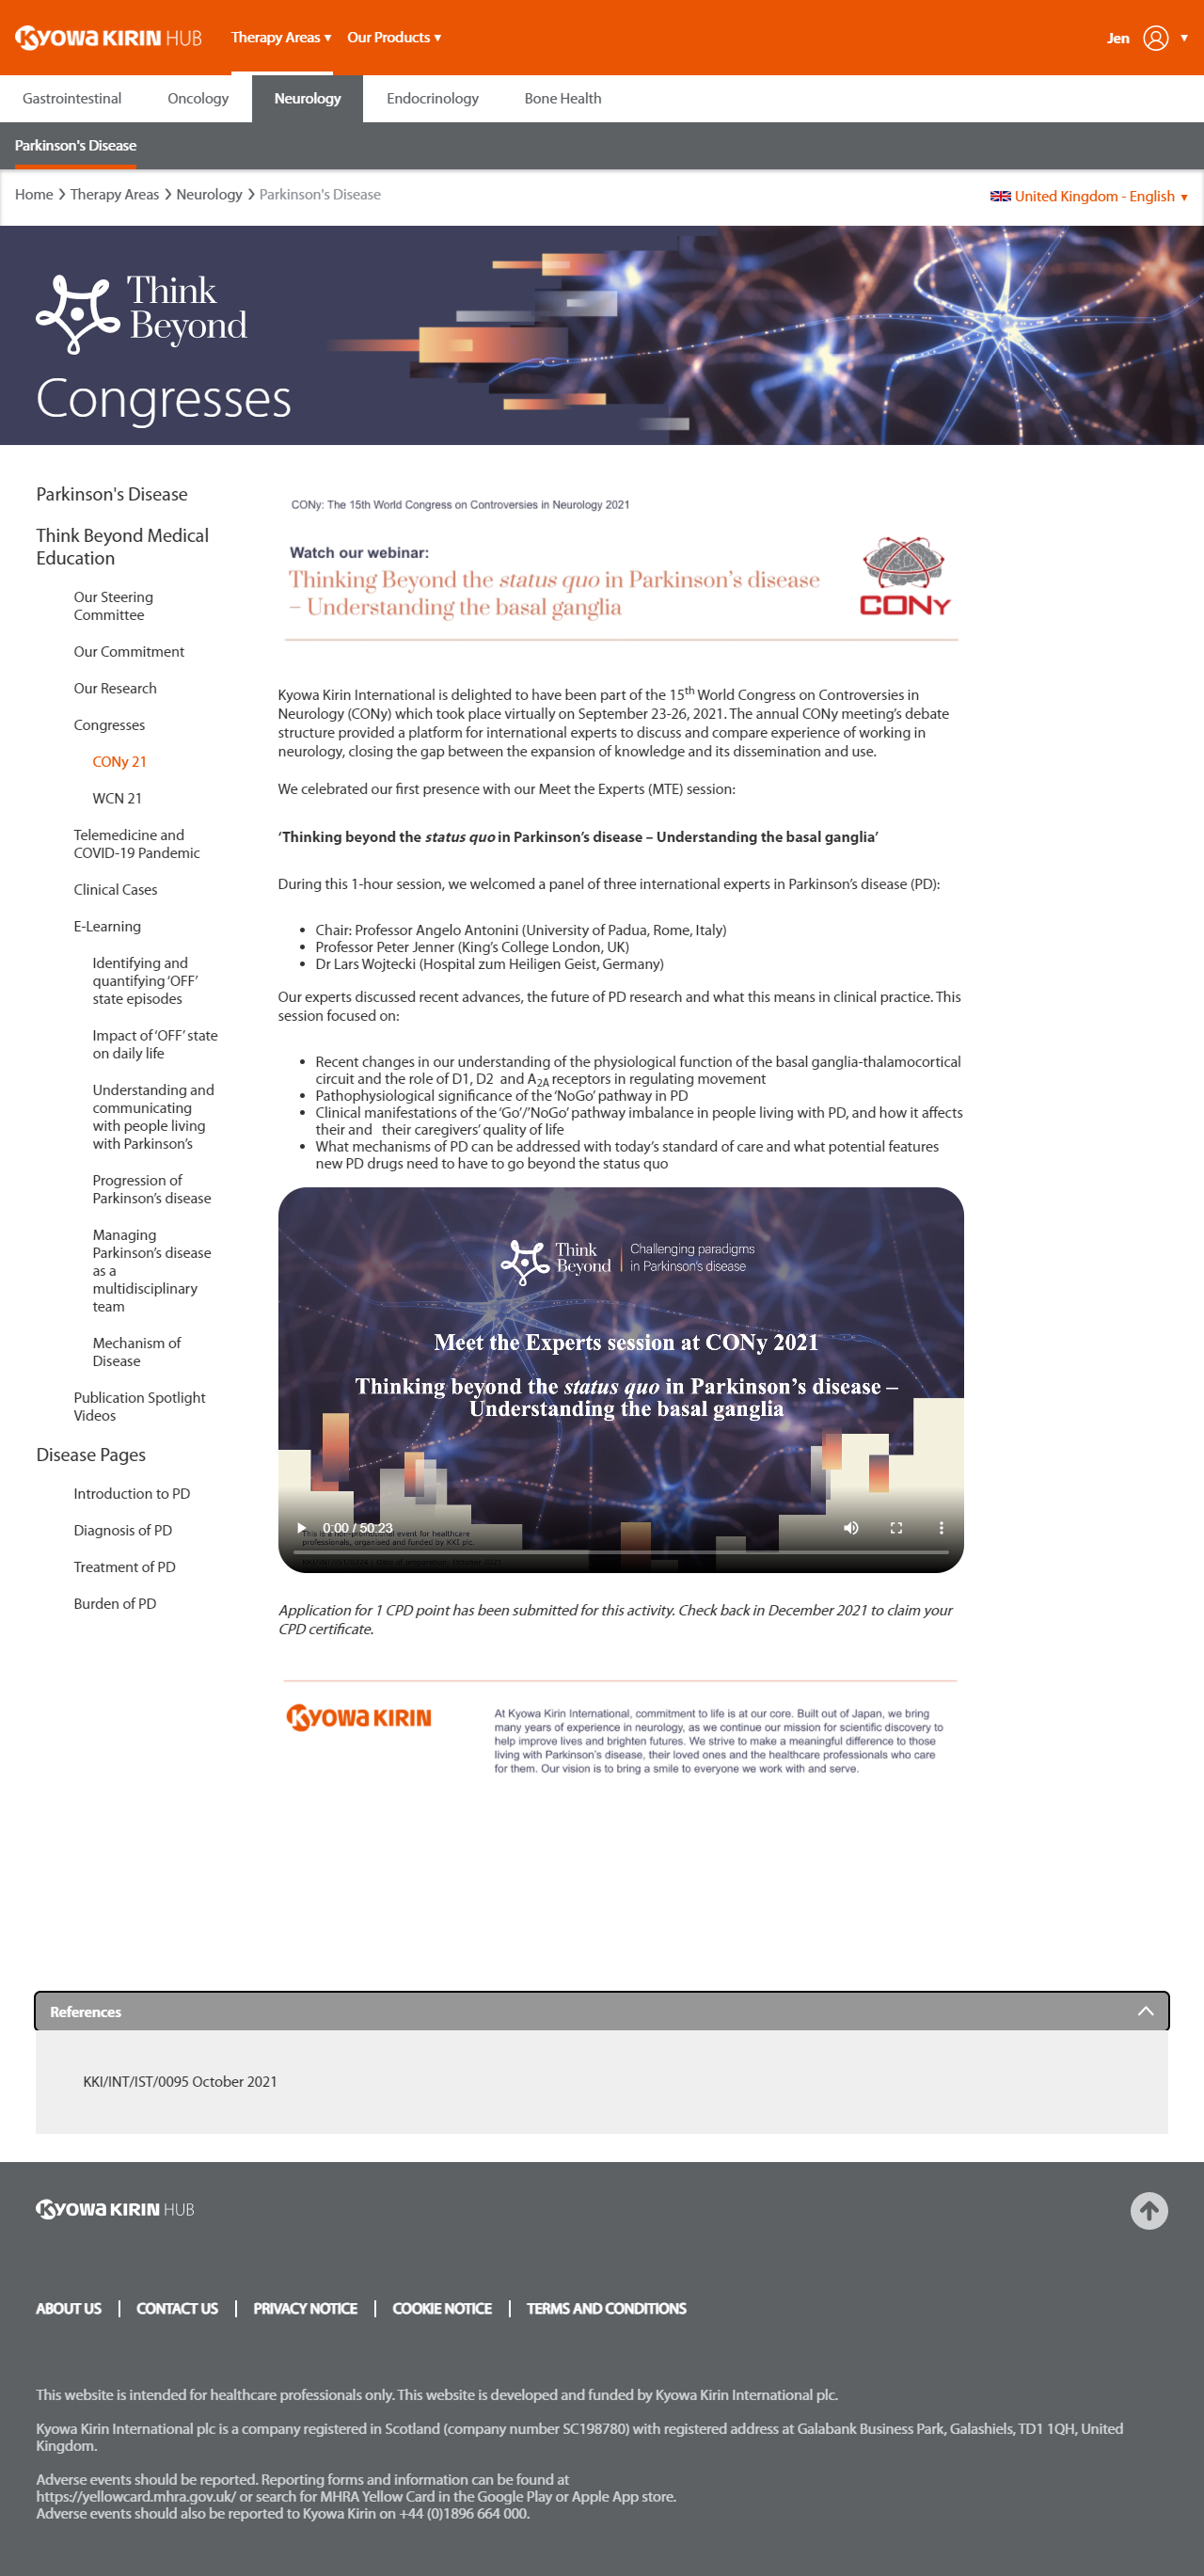 Kyowa KIRIN HUB
Therapy Areas ▼ Our Products ▼
Jen ▼
Gastrointestinal Oncology Neurology Endocrinology Bone Health
Parkinson's Disease
Home > Therapy Areas > Neurology > Parkinson's Disease
United Kingdom - English ▼
Think
Beyond
Congresses
Parkinson's Disease
Think Beyond Medical
Education
Our Steering
Committee
Our Commitment
Our Research
Congresses
CONy 21
WCN 21
Telemedicine and
COVID-19 Pandemic
Clinical Cases
E-Learning
Identifying and
quantifying ‘OFF’
state episodes
Impact of ‘OFF’ state
on daily life
Understanding and
communicating
with people living
with Parkinson’s
Progression of
Parkinson’s disease
Managing
Parkinson’s disease
as a
multidisciplinary
team
Mechanism of
Disease
Publication Spotlight
Videos
Disease Pages
Introduction to PD
Diagnosis of PD
Treatment of PD
Burden of PD
CONy: The 15th World Congress on Controversies in Neurology 2021
Watch our webinar:
Thinking Beyond the status quo in Parkinson’s disease
– Understanding the basal ganglia
CONy
Kyowa Kirin International is delighted to have been part of the 15th World Congress on Controversies in
Neurology (CONy) which took place virtually on September 23-26, 2021. The annual CONy meeting’s debate
structure provided a platform for international experts to discuss and compare experience of working in
neurology, closing the gap between the expansion of knowledge and its dissemination and use.
We celebrated our first presence with our Meet the Experts (MTE) session:
‘Thinking beyond the status quo in Parkinson’s disease – Understanding the basal ganglia’
During this 1-hour session, we welcomed a panel of three international experts in Parkinson’s disease (PD):
• Chair: Professor Angelo Antonini (University of Padua, Rome, Italy)
• Professor Peter Jenner (King’s College London, UK)
• Dr Lars Wojtecki (Hospital zum Heiligen Geist, Germany)
Our experts discussed recent advances, the future of PD research and what this means in clinical practice. This
session focused on:
• Recent changes in our understanding of the physiological function of the basal ganglia-thalamocortical
circuit and the role of D1, D2 and A2A receptors in regulating movement
• Pathophysiological significance of the ‘NoGo’ pathway in PD
• Clinical manifestations of the ‘Go’/’NoGo’ pathway imbalance in people living with PD, and how it affects
their and their caregivers’ quality of life
• What mechanisms of PD can be addressed with today’s standard of care and what potential features
new PD drugs need to have to go beyond the status quo
Think
Beyond
Challenging paradigms
in Parkinson's disease
Meet the Experts session at CONy 2021
Thinking beyond the status quo in Parkinson’s disease –
Understanding the basal ganglia
0:00 / 50:23
This is a non-promotional event for healthcare
professionals, organised and funded by KKI plc.
Application for 1 CPD point has been submitted for this activity. Check back in December 2021 to claim your
CPD certificate.
Kyowa KIRIN
At Kyowa Kirin International, commitment to life is at our core. Built out of Japan, we bring
many years of experience in neurology, as we continue our mission for scientific discovery to
help improve lives and brighten futures. We strive to make a meaningful difference to those
living with Parkinson’s disease, their loved ones and the healthcare professionals who care
for them. Our vision is to bring a smile to everyone we work with and serve.
References
KKI/INT/IST/0095 October 2021
Kyowa KIRIN HUB
ABOUT US | CONTACT US | PRIVACY NOTICE | COOKIE NOTICE | TERMS AND CONDITIONS
This website is intended for healthcare professionals only. This website is developed and funded by Kyowa Kirin International plc.
Kyowa Kirin International plc is a company registered in Scotland (company number SC198780) with registered address at Galabank Business Park, Galashiels, TD1 1QH, United
Kingdom.
Adverse events should be reported. Reporting forms and information can be found at
https://yellowcard.mhra.gov.uk/ or search for MHRA Yellow Card in the Google Play or Apple App store.
Adverse events should also be reported to Kyowa Kirin on +44 (0)1896 664 000.